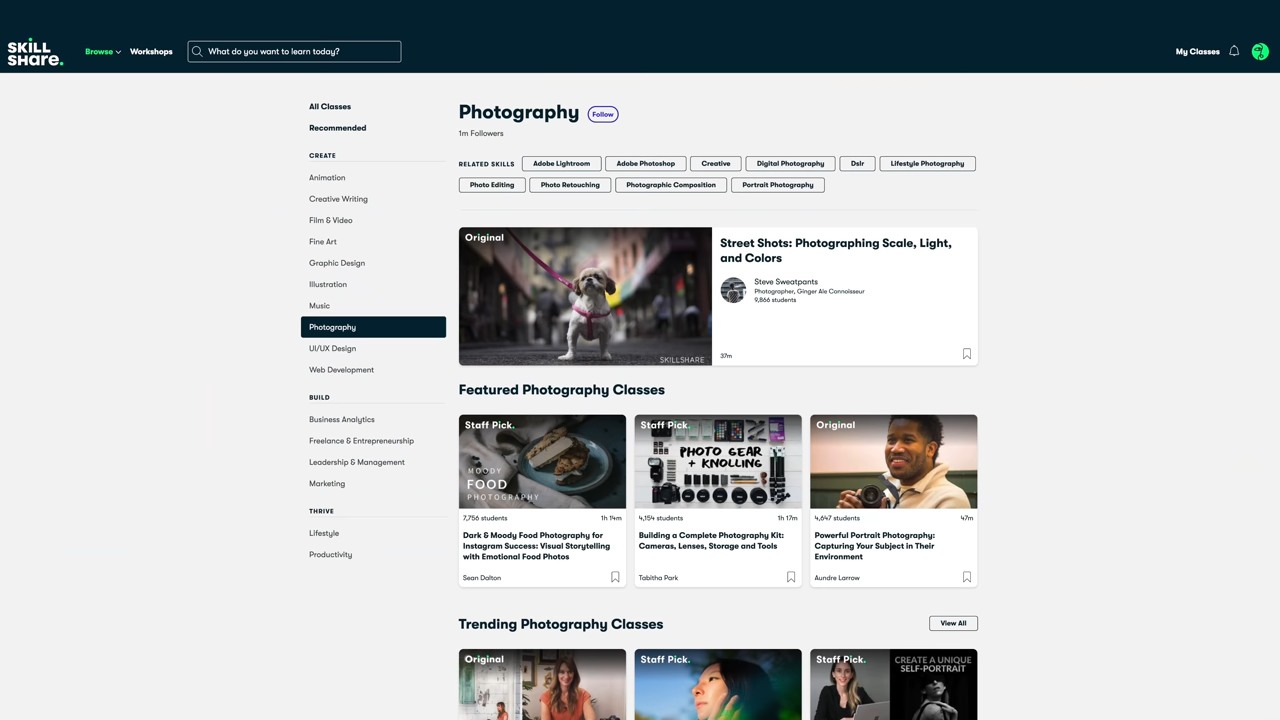 SKILL
SHARE.
Browse
Workshops
What do you want to learn today?
My Classes
All Classes
Recommended
CREATE
Animation
Creative Writing
Film & Video
Fine Art
Graphic Design
Illustration
Music
Photography
UI/UX Design
Web Development
BUILD
Business Analytics
Freelance & Entrepreneurship
Leadership & Management
Marketing
THRIVE
Lifestyle
Productivity
Photography
Follow
1m Followers
RELATED SKILLS
Adobe Lightroom
Adobe Photoshop
Creative
Digital Photography
Dslr
Lifestyle Photography
Photo Editing
Photo Retouching
Photographic Composition
Portrait Photography
Original
SKILLSHARE
Street Shots: Photographing Scale, Light,
and Colors
Steve Sweatpants
Photographer, Ginger Ale Connoisseur
9,866 students
37m
Featured Photography Classes
Staff Pick.
MOODY
FOOD
PHOTOGRAPHY
7,756 students
1h 14m
Dark & Moody Food Photography for
Instagram Success: Visual Storytelling
with Emotional Food Photos
Sean Dalton
Staff Pick.
PHOTO GEAR
+ KNOLLING
4,154 students
1h 17m
Building a Complete Photography Kit:
Cameras, Lenses, Storage and Tools
Tabitha Park
Original
4,647 students
47m
Powerful Portrait Photography:
Capturing Your Subject in Their
Environment
Aundre Larrow
Trending Photography Classes
View All
Original
Staff Pick.
Staff Pick.
CREATE A UNIQUE
SELF-PORTRAIT